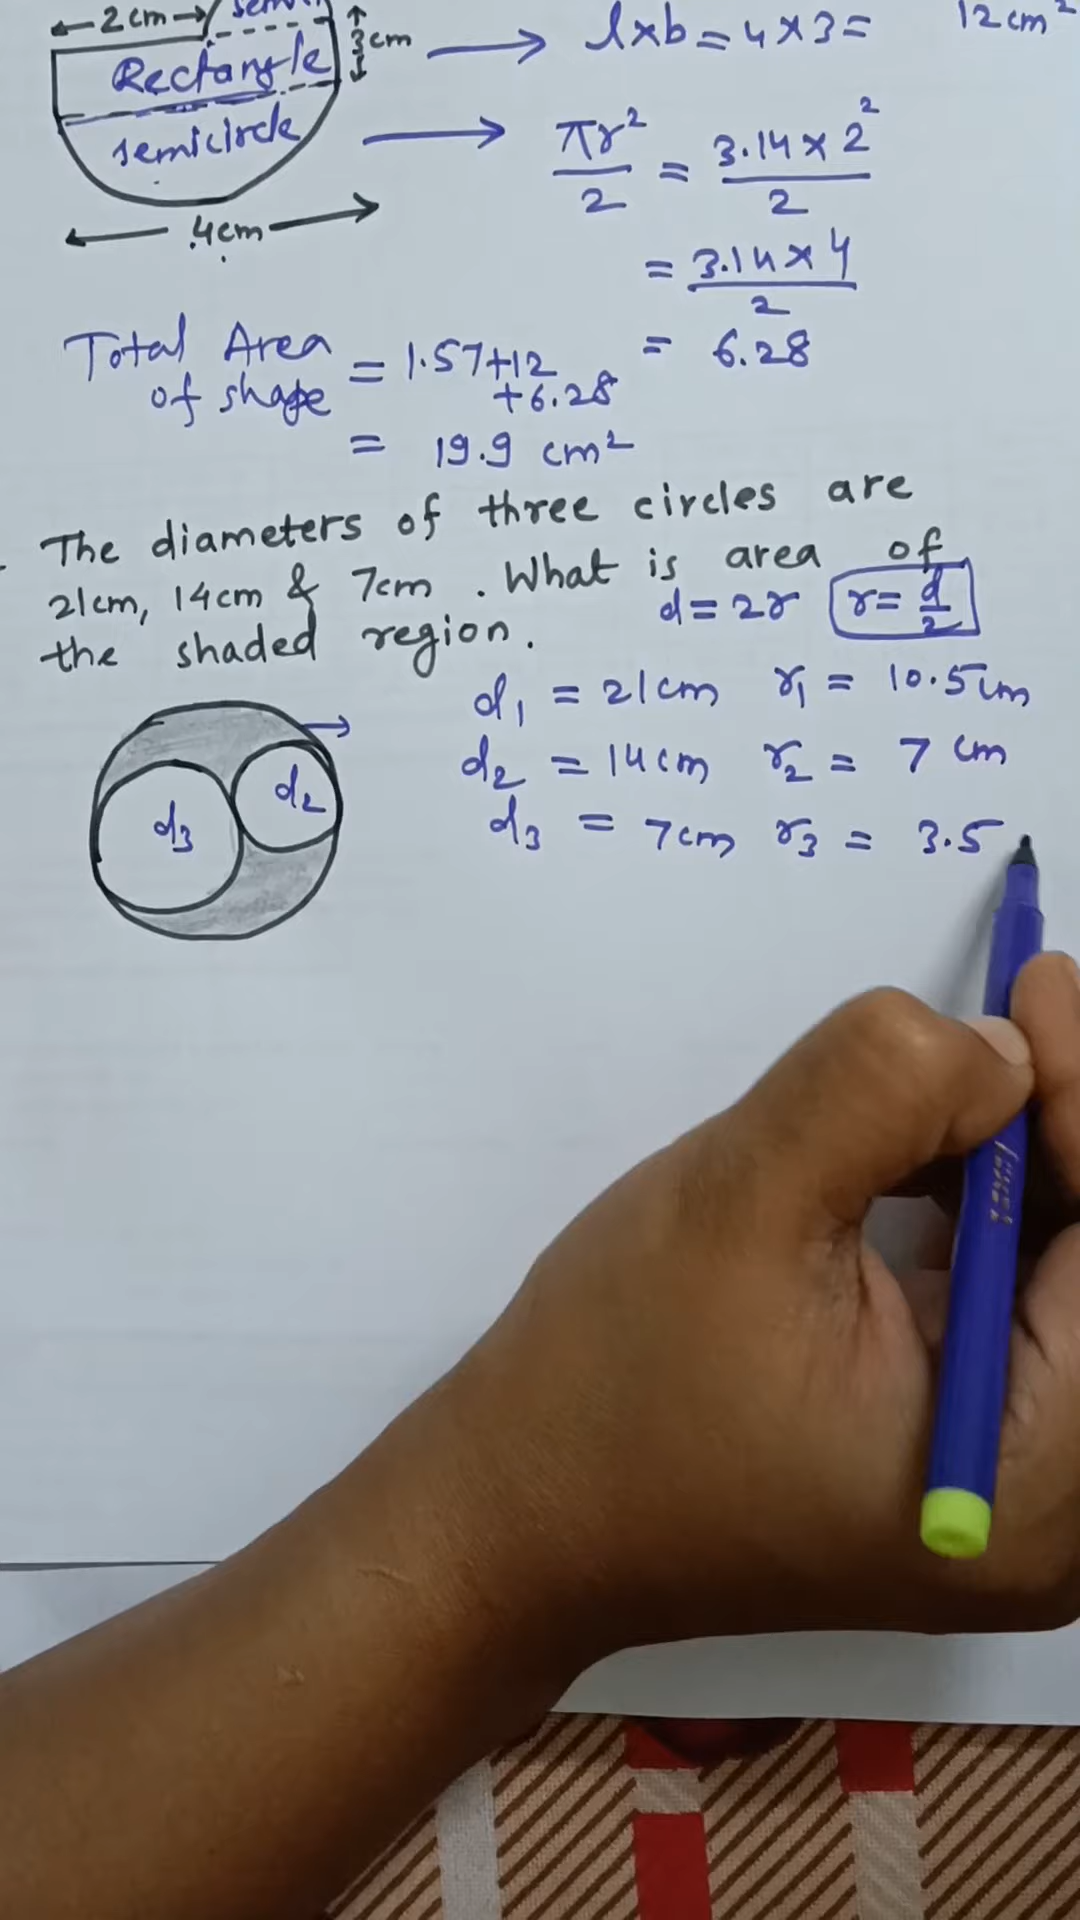 ← 2cm →
3cm
→ l×b = 4×3 = 12cm²
Rectangle
semicircle
→ πr²/2 = 3.14 × 2²/2
4cm
= 3.14 × 4/2
= 6.28
Total Area of shape = 1.57+12+6.28
= 19.9 cm²
The diameters of three circles are
21cm, 14cm & 7cm. What is area of
the shaded region.
d = 2r r = d/2
d₁ = 21cm r₁ = 10.5cm
d₂ = 14cm r₂ = 7 cm
d₃ = 7cm r₃ = 3.5
d₃
d₂